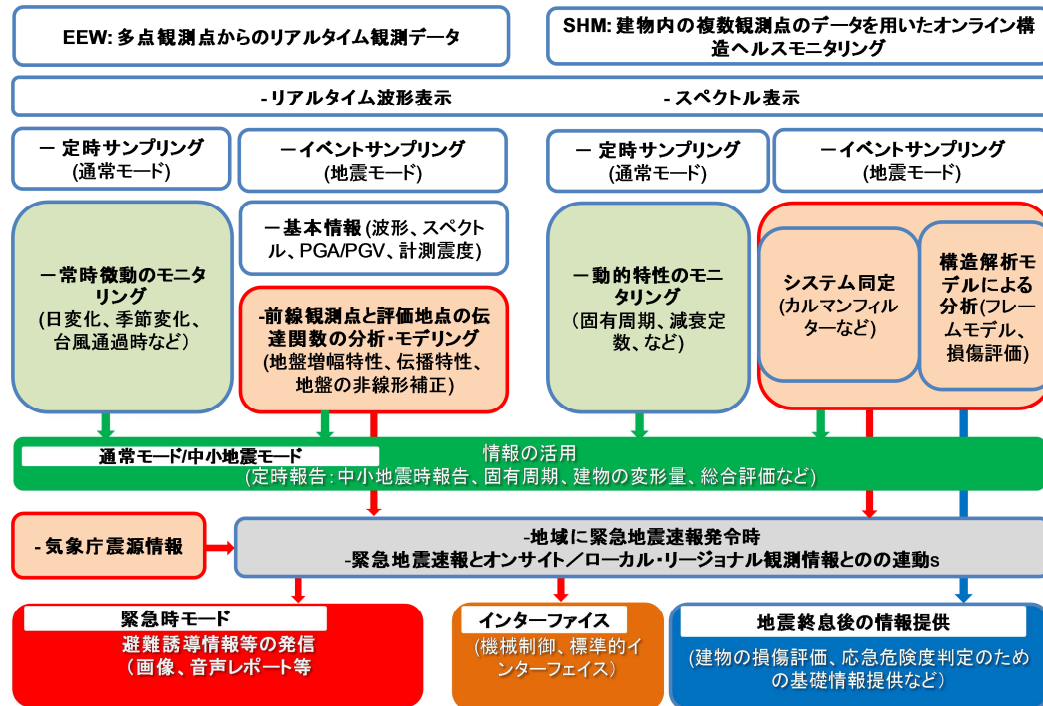 EEW: 多点観測点からのリアルタイム観測データ
SHM: 建物内の複数観測点のデータを用いたオンライン構
造ヘルスモニタリング
- リアルタイム波形表示
- スペクトル表示
－ 定時サンプリング
(通常モード)
－イベントサンプリング
(地震モード)
－ 定時サンプリング
(通常モード)
－イベントサンプリング
(地震モード)
－常時微動のモニタ
リング
(日変化、季節変化、
台風通過時など)
－基本情報(波形、スペクト
ル、PGA/PGV、計測震度)
-前線観測点と評価地点の伝
達関数の分析・モデリング
(地盤増幅特性、伝播特性、
地盤の非線形補正)
－動的特性のモニ
タリング
(固有周期、減衰定
数、など)
システム同定
(カルマンフィル
ターなど)
構造解析モ
デルによる
分析(フレー
ムモデル、
損傷評価)
通常モード/中小地震モード
情報の活用
(定時報告：中小地震時報告、固有周期、建物の変形量、総合評価など)
- 気象庁震源情報
-地域に緊急地震速報発令時
-緊急地震速報とオンサイト／ローカル・リージョナル観測情報とのの連動s
緊急時モード
避難誘導情報等の発信
（画像、音声レポート等
インターフェイス
(機械制御、標準的イ
ンターフェイス)
地震終息後の情報提供
(建物の損傷評価、応急危険度判定のため
の基礎情報提供など)